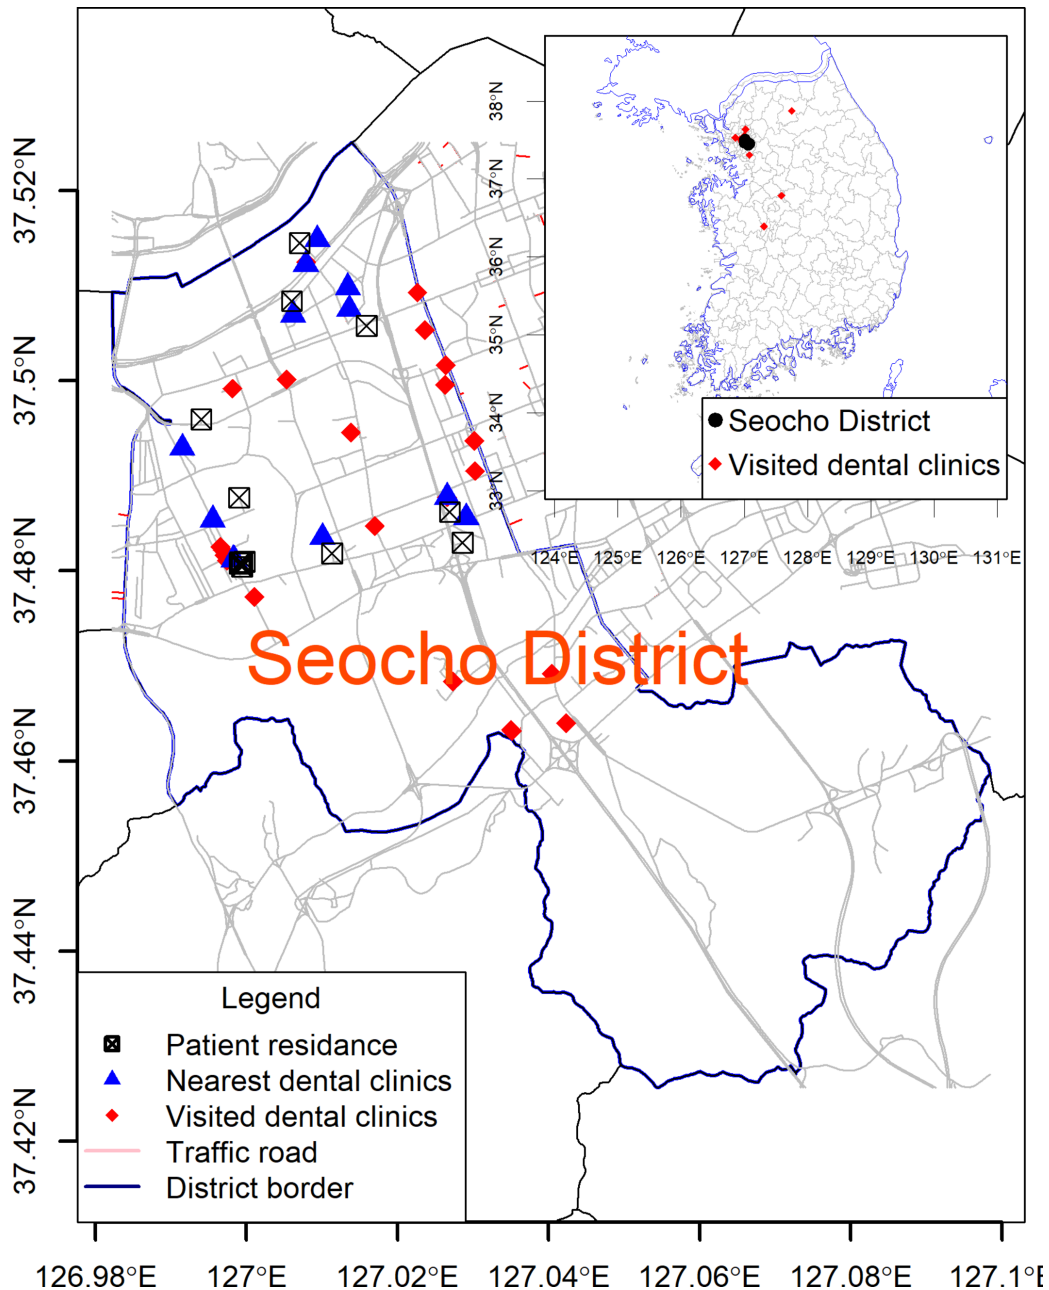 38°N
37°N
36°N
35°N
34°N
33°N
124°E
125°E
126°E
127°E
128°E
129°E
130°E
131°E
Seocho District
Visited dental clinics
37.52°N
37.5°N
37.48°N
37.46°N
37.44°N
37.42°N
Seocho District
Legend
Patient residance
Nearest dental clinics
Visited dental clinics
Traffic road
District border
126.98°E
127°E
127.02°E
127.04°E
127.06°E
127.08°E
127.1°E